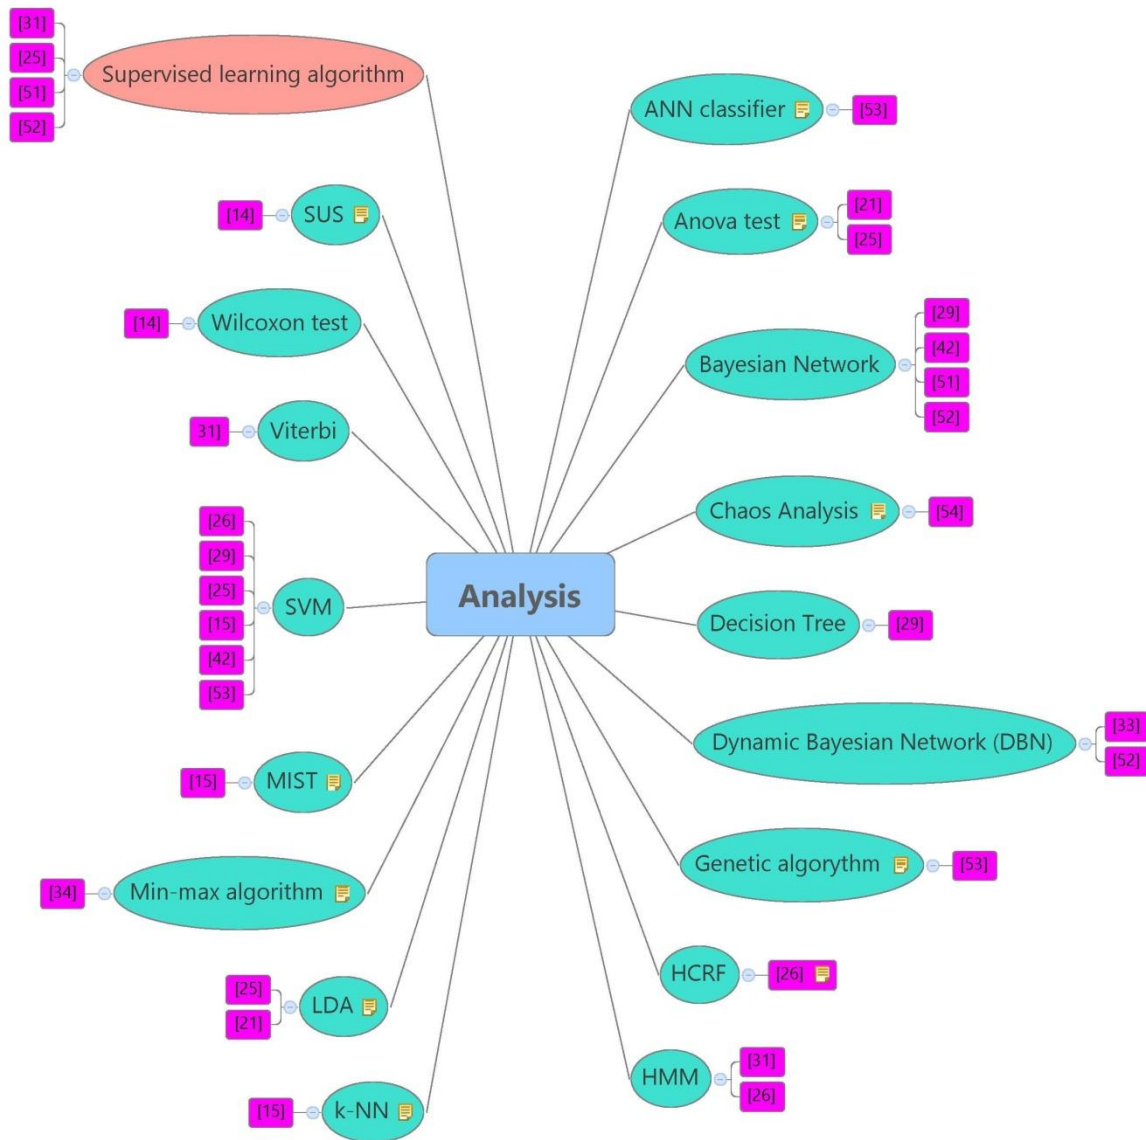 [31]
[25]
[51]
[52]
Supervised learning algorithm
[14]
SUS
[14]
Wilcoxon test
31]
Viterbi
[26]
[29]
[25]
[15]
[42]
[53]
SVM
[15]
MIST
[34]
Min-max algorithm
[25]
[21]
LDA
[15]
k-NN
Analysis
ANN classifier
[53]
Anova test
[21]
[25]
Bayesian Network
[29]
[42]
[51]
[52]
Chaos Analysis
[54]
Decision Tree
[29]
Dynamic Bayesian Network (DBN)
[33]
[52]
Genetic algorythm
[53]
HCRF
[26]
HMM
[31]
[26]